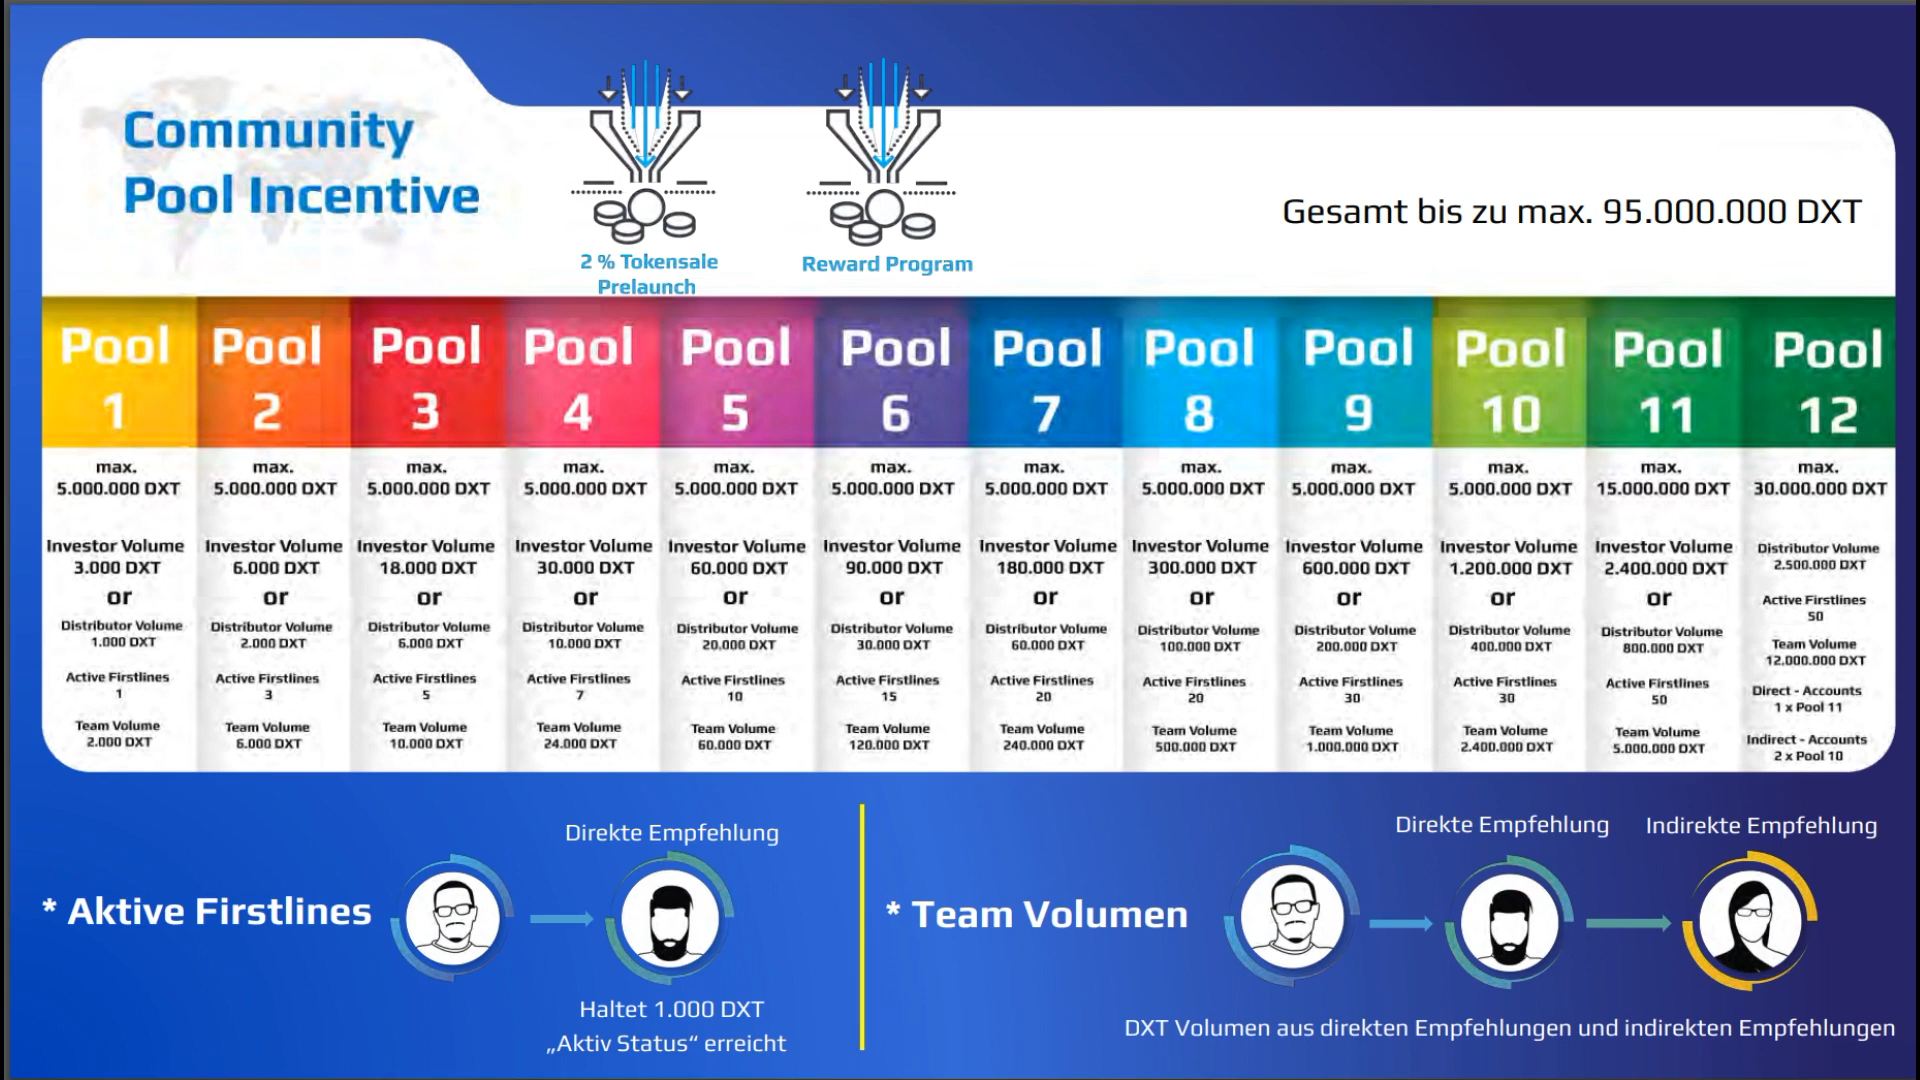 Community
Pool Incentive
2 % Tokensale
Prelaunch
Reward Program
Gesamt bis zu max. 95.000.000 DXT
Pool
1
max.
5.000.000 DXT
Investor Volume
3.000 DXT
or
Distributor Volume
1.000 DXT
Active Firstlines
1
Team Volume
2.000 DXT
Pool
2
max.
5.000.000 DXT
Investor Volume
6.000 DXT
or
Distributor Volume
2.000 DXT
Active Firstlines
3
Team Volume
6.000 DXT
Pool
3
max.
5.000.000 DXT
Investor Volume
18.000 DXT
or
Distributor Volume
6.000 DXT
Active Firstlines
5
Team Volume
10.000 DXT
Pool
4
max.
5.000.000 DXT
Investor Volume
30.000 DXT
or
Distributor Volume
10.000 DXT
Active Firstlines
7
Team Volume
24.000 DXT
Pool
5
max.
5.000.000 DXT
Investor Volume
60.000 DXT
or
Distributor Volume
20.000 DXT
Active Firstlines
10
Team Volume
60.000 DXT
Pool
6
max.
5.000.000 DXT
Investor Volume
90.000 DXT
or
Distributor Volume
30.000 DXT
Active Firstlines
15
Team Volume
120.000 DXT
Pool
7
max.
5.000.000 DXT
Investor Volume
180.000 DXT
or
Distributor Volume
60.000 DXT
Active Firstlines
20
Team Volume
240.000 DXT
Pool
8
max.
5.000.000 DXT
Investor Volume
300.000 DXT
or
Distributor Volume
100.000 DXT
Active Firstlines
20
Team Volume
500.000 DXT
Pool
9
max.
5.000.000 DXT
Investor Volume
600.000 DXT
or
Distributor Volume
200.000 DXT
Active Firstlines
30
Team Volume
1.000.000 DXT
Pool
10
max.
5.000.000 DXT
Investor Volume
1.200.000 DXT
or
Distributor Volume
400.000 DXT
Active Firstlines
30
Team Volume
2.400.000 DXT
Pool
11
max.
15.000.000 DXT
Investor Volume
2.400.000 DXT
or
Distributor Volume
800.000 DXT
Active Firstlines
50
Team Volume
5.000.000 DXT
Pool
12
max.
30.000.000 DXT
Distributor Volume
2.500.000 DXT
Active Firstlines
50
Team Volume
12.000.000 DXT
Direct - Accounts
1 x Pool 11
Indirect - Accounts
2 x Pool 10
* Aktive Firstlines
Direkte Empfehlung
Haltet 1.000 DXT
„Aktiv Status“ erreicht
* Team Volumen
Direkte Empfehlung
Indirekte Empfehlung
DXT Volumen aus direkten Empfehlungen und indirekten Empfehlungen